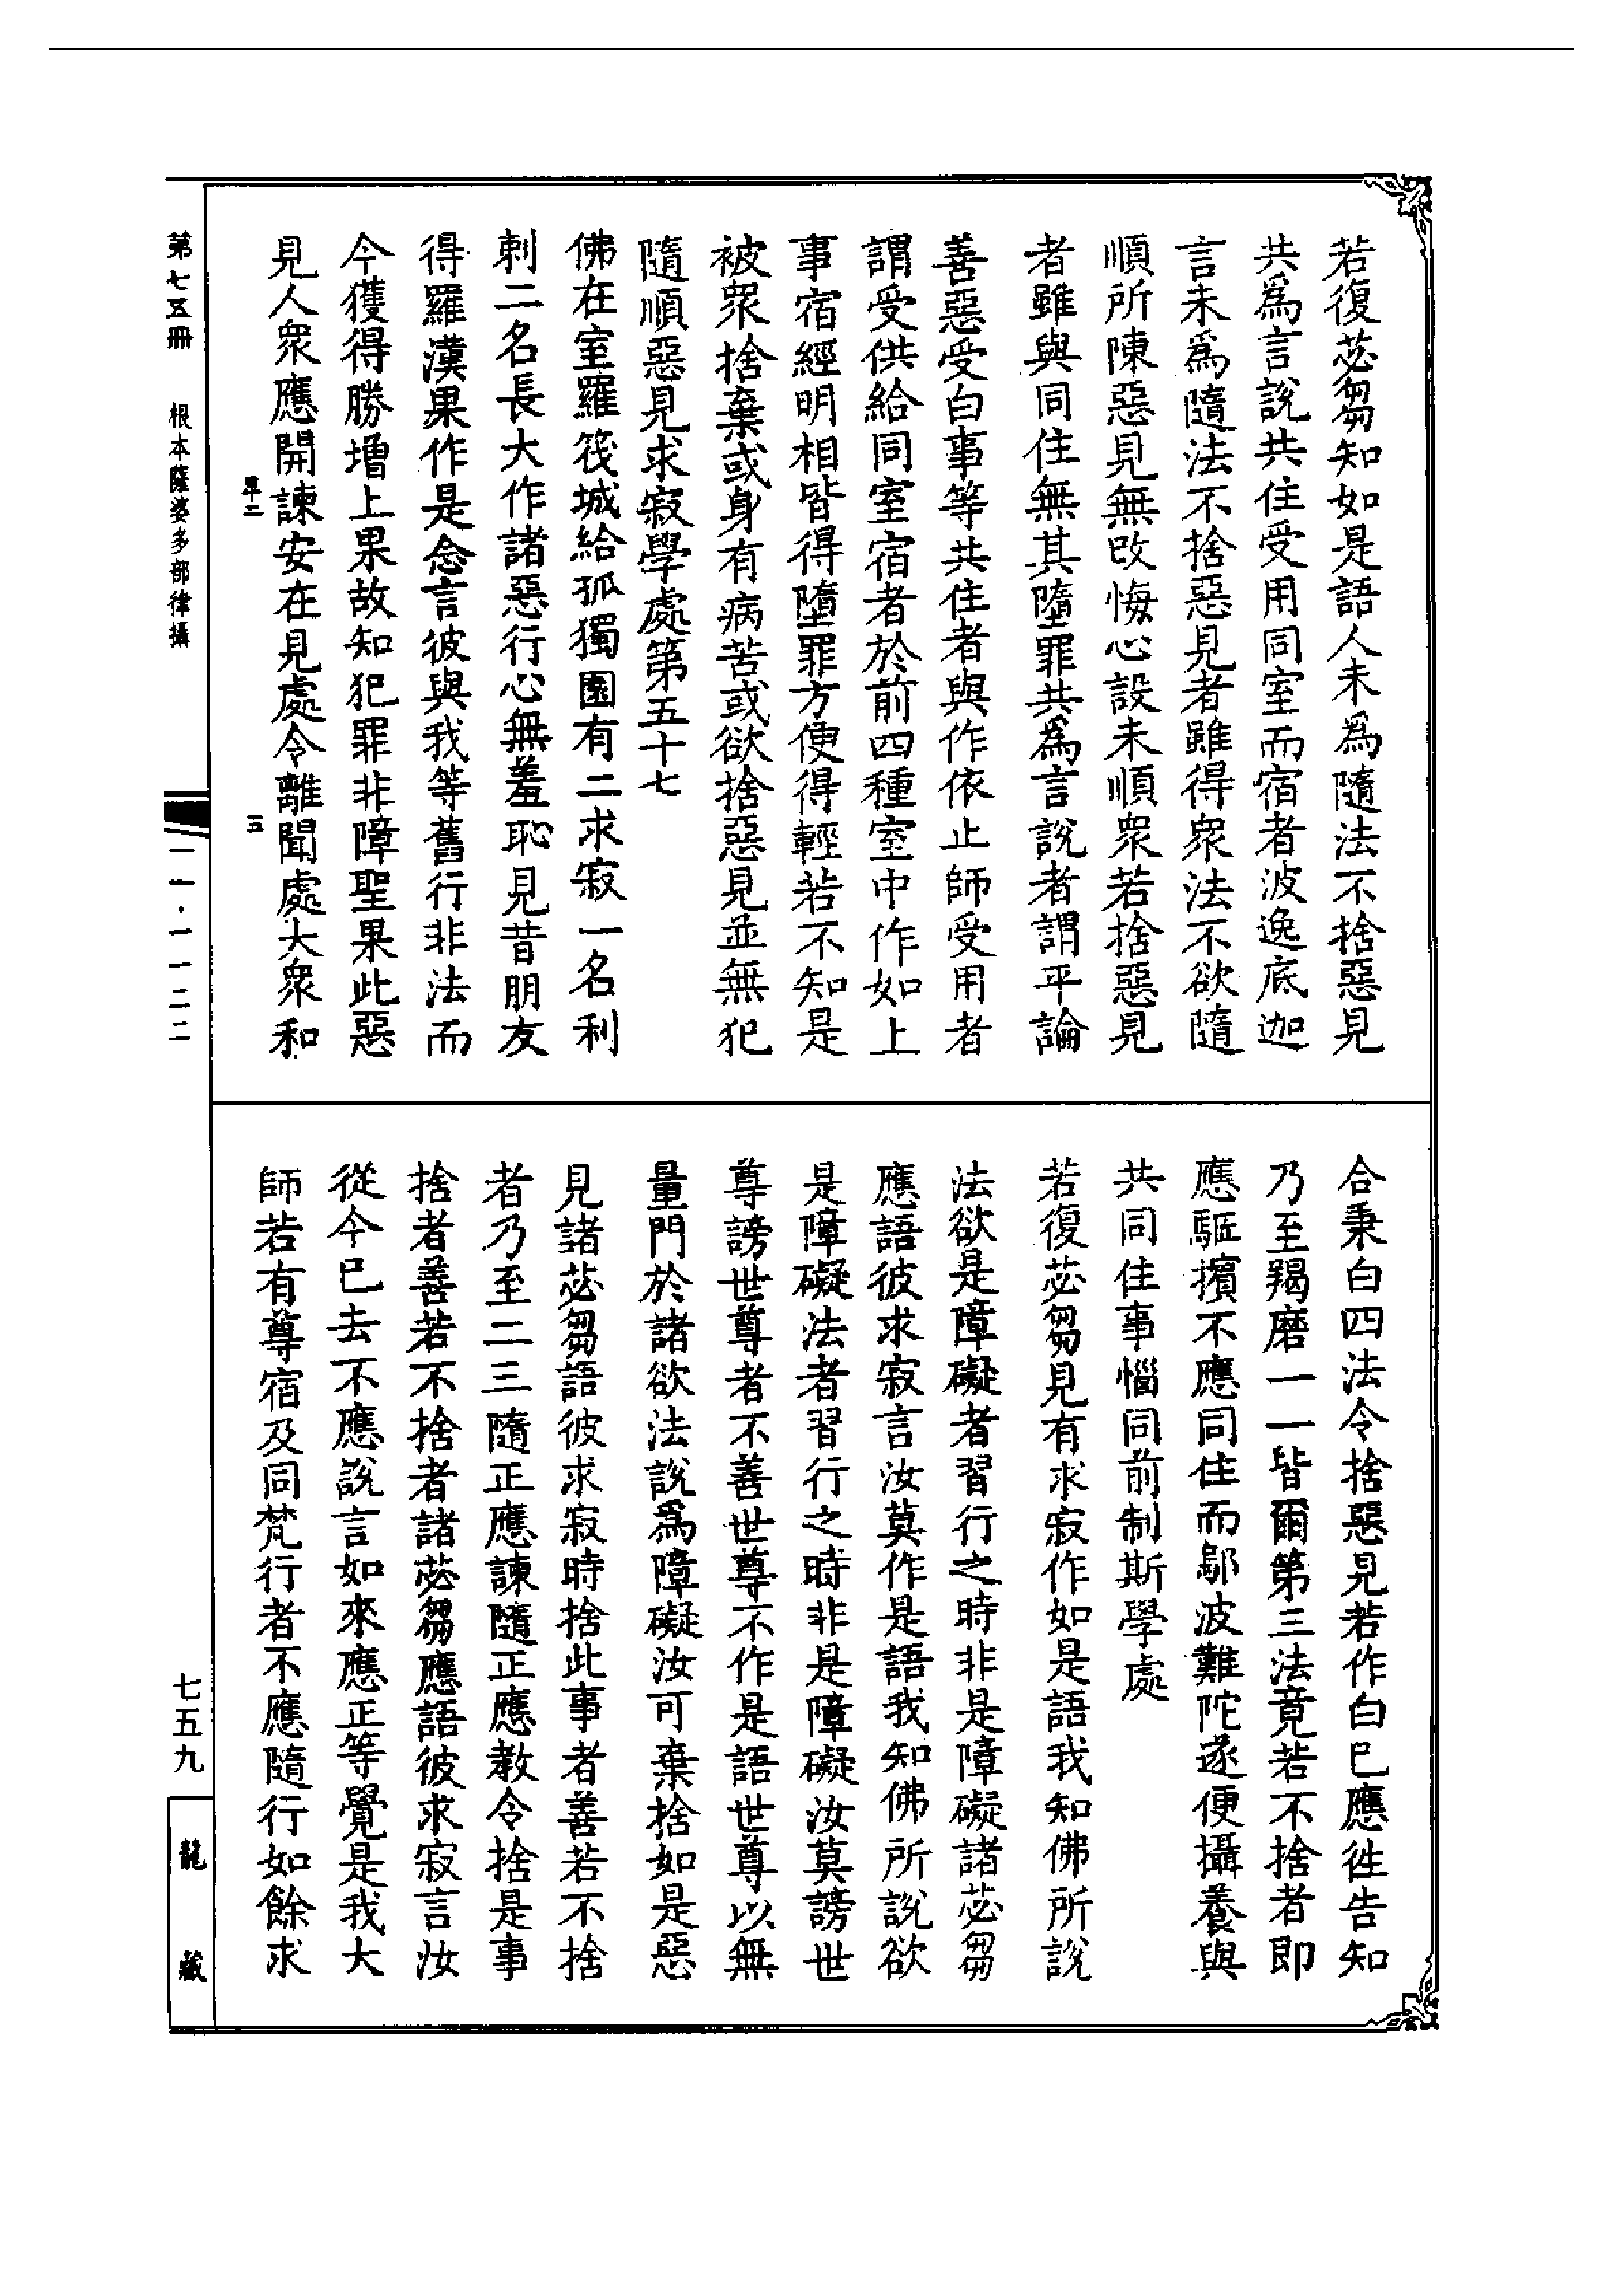 若復苾芻知如是語人未爲隨法不捨惡見
共爲言說共住受用同室而宿者波逸底迦
言未爲隨法不捨惡見者雖得衆法不欲隨
順所陳惡見無改悔心設未順衆若捨惡見
者雖與同住無其墮罪共爲言說者謂平論
善惡受白事等共住者與作依止師受用者
謂受供給同室宿者於前四種室中作如上
事宿經明相皆得墮罪方便得輕若不知是
被衆捨棄或身有病苦或欲捨惡見並無犯
隨順惡見求寂學處第五十七
佛在室羅筏城給孤獨園有二求寂一名利
刺二名長大作諸惡行心無羞恥見昔朋友
得羅漢果作是念言彼與我等舊行非法而
今獲得勝增上果故知犯罪非障聖果此惡
見人衆應開諫安在見處令離聞處大衆和
合秉白四法令捨惡見若作白已應徃告知
乃至羯磨一一皆爾第三法竟若不捨者即
應驅擯不應同住而鄔波難陀遂便攝養與
共同住事惱同前制斯學處
若復苾芻見有求寂作如是語我知佛所說
法欲是障礙者習行之時非是障礙諸苾芻
應語彼求寂言汝莫作是語我知佛所說欲
是障礙法者習行之時非是障礙汝莫謗世
尊謗世尊者不善世尊不作是語世尊以無
量門於諸欲法說爲障礙汝可棄捨如是惡
見諸苾芻語彼求寂時捨此事者善若不捨
者乃至二三隨正應諫隨正應教令捨是事
捨者善若不捨者諸苾芻應語彼求寂言汝
從今已去不應說言如來應正等覺是我大
師若有尊宿及同梵行者不應隨行如餘求
第七五冊 根本薩婆多部律攝
一一·一一二二
五
七五九
龍藏